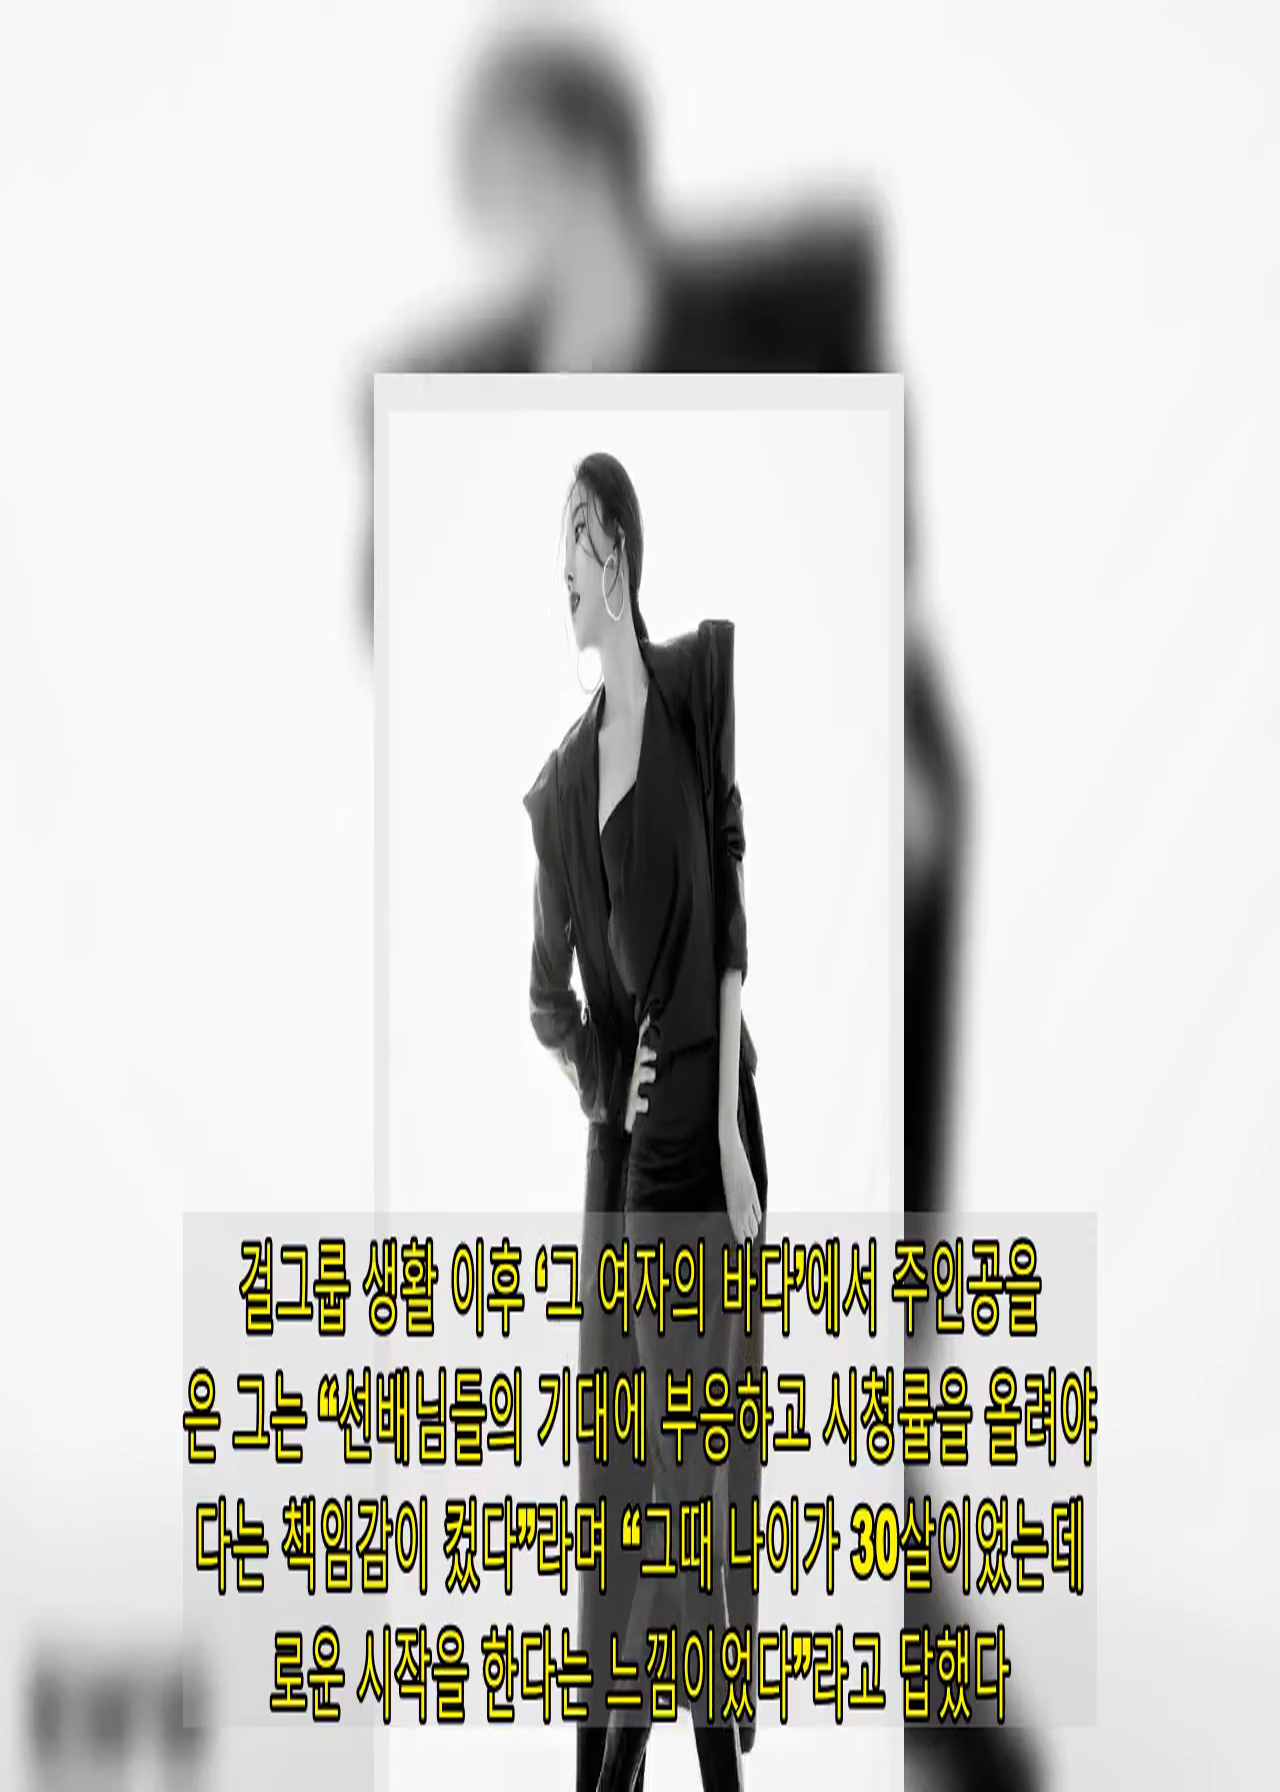 걸그룹 생활 이후 ‘그 여자의 바다’에서 주인공을
은 그는 “선배님들의 기대에 부응하고 시청률을 올려야
다는 책임감이 컸다”라며 “그때 나이가 30살이었는데
로운 시작을 한다는 느낌이었다”라고 답했다